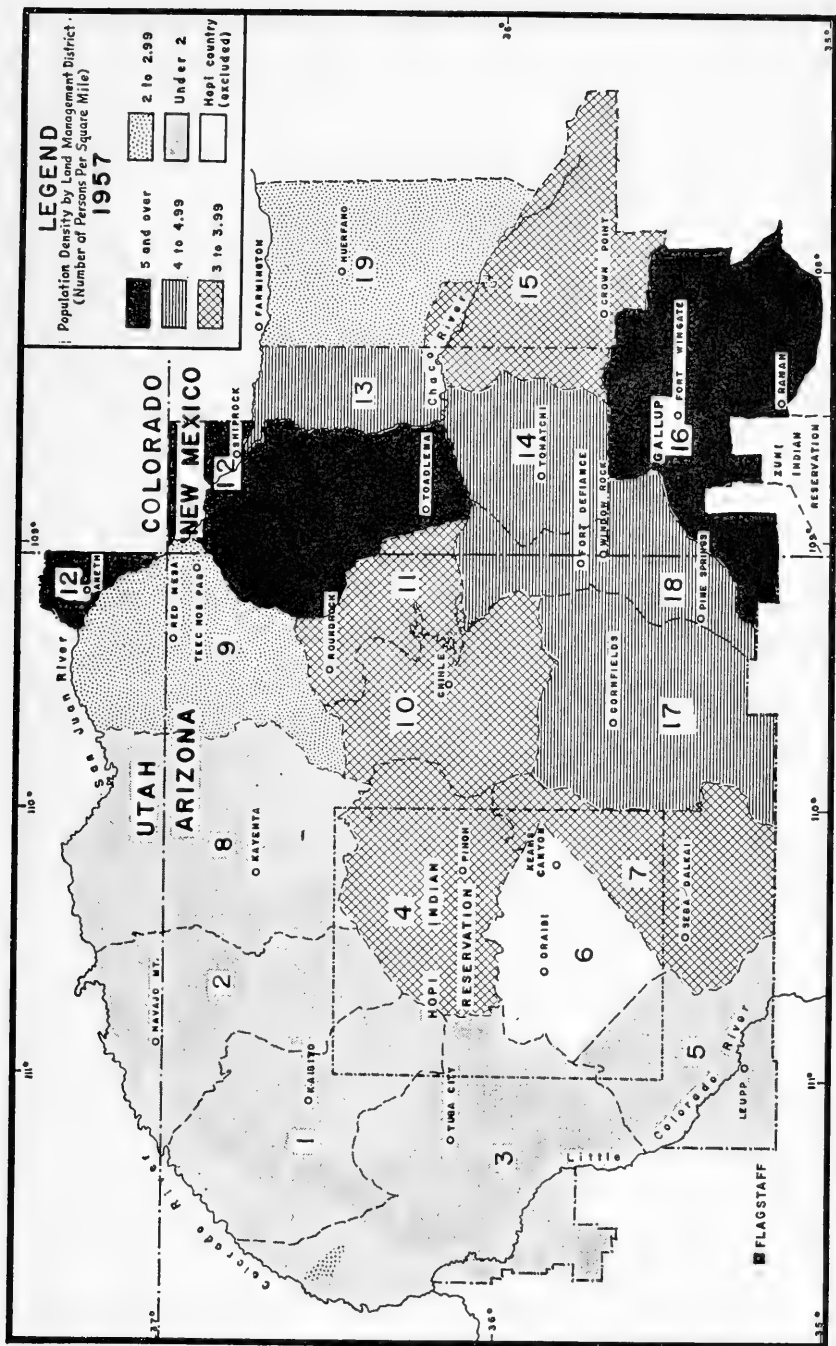 LEGEND
Population Density by Land Management District
(Number of Persons Per Square Mile)
1957
5 and over
2 to 2.99
4 to 4.99
Under 2
3 to 3.99
Hopi country
(excluded)
111°
110°
109°
37°
36°
35°
36
35°
111°
110°
109°
108°
COLORADO
NEW MEXICO
UTAH
ARIZONA
San Juan River
Colorado River
NAVAJO MT.
12
ANETH
RED MESA
TEEC NOS PAS
12
SHIPROCK
FARMINGTON
2
8
KAYENTA
9
13
19
HUERFANO
1
KAIBITO
ROUNDROCK
4
HOPI INDIAN
RESERVATION
PINON
10
11
CHINLE
TOADLENA
Chaco River
15
CROWN POINT
TUBA CITY
3
KEAMS
CANYON
ORAIBI
6
14
TOHATCHI
FORT DEFIANCE
WINDOW ROCK
CORNFIELDS
17
18
PINE SPRINGS
GALLUP
16
FORT WINGATE
RAMAH
7
SEBA DALKAI
5
LEUPP
Little Colorado River
FLAGSTAFF
ZUNI
INDIAN
RESERVATION